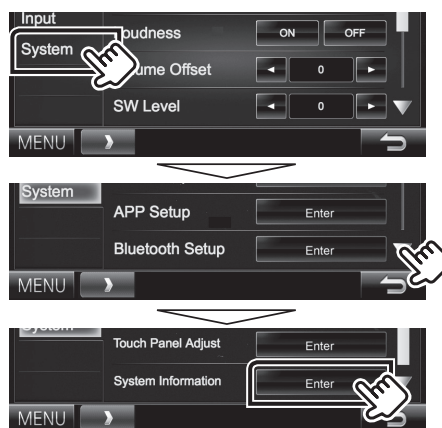 Input
System
Loudness
ON OFF
Volume Offset
0
SW Level
0
MENU
System
APP Setup
Enter
Bluetooth Setup
Enter
MENU
System
Touch Panel Adjust
Enter
System Information
Enter
MENU